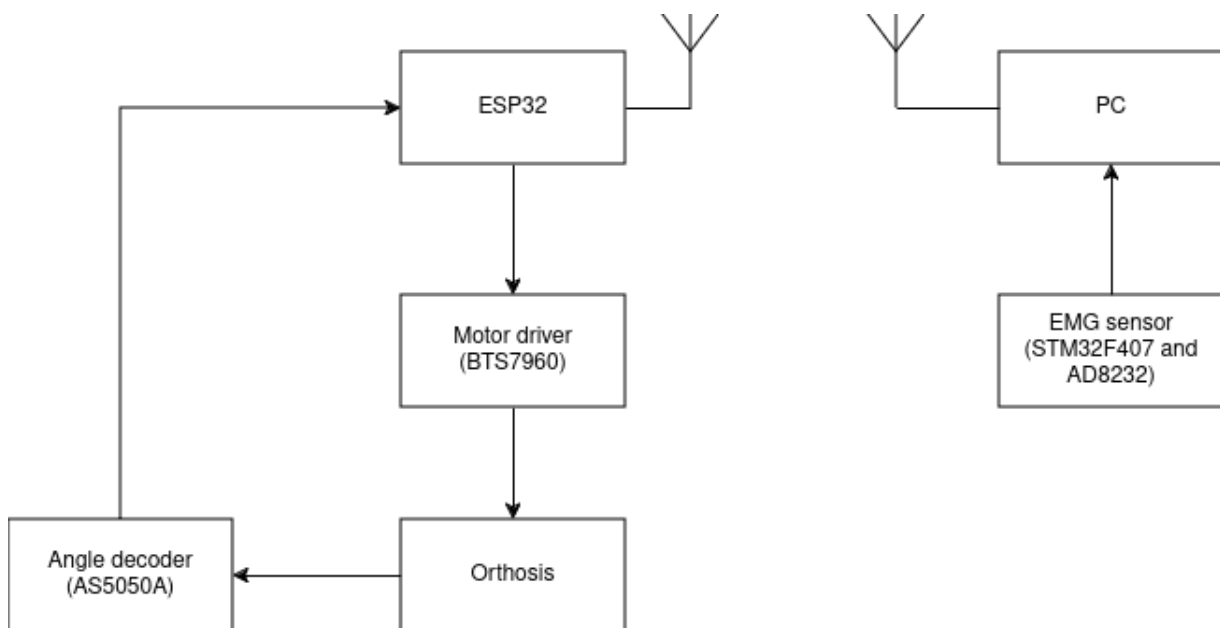 ESP32
PC
Motor driver
(BTS7960)
EMG sensor
(STM32F407 and
AD8232)
Angle decoder
(AS5050A)
Orthosis